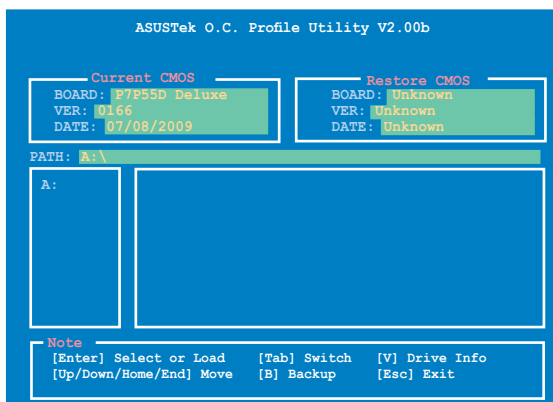 ASUSTek O.C. Profile Utility V2.00b
Current CMOS
BOARD: P7P55D Deluxe
VER: 0166
DATE: 07/08/2009
Restore CMOS
BOARD: Unknown
VER: Unknown
DATE: Unknown
PATH: A:\
A:
Note
[Enter] Select or Load [Tab] Switch [V] Drive Info
[Up/Down/Home/End] Move [B] Backup [Esc] Exit